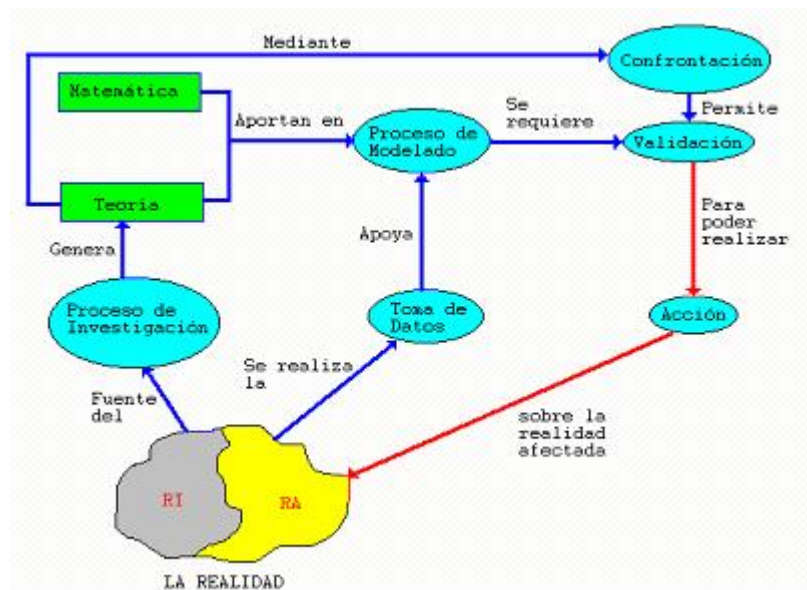 Mediante
Confrontación
Matemática
Aportan en
Proceso de
Modelado
Se
requiere
Permite
Validación
Teoría
Para
poder
realizar
Genera
Apoya
Proceso de
Investigación
Toma de
Datos
Acción
Se realiza
la
Fuente
del
sobre la
realidad
afectada
RI
RA
LA REALIDAD